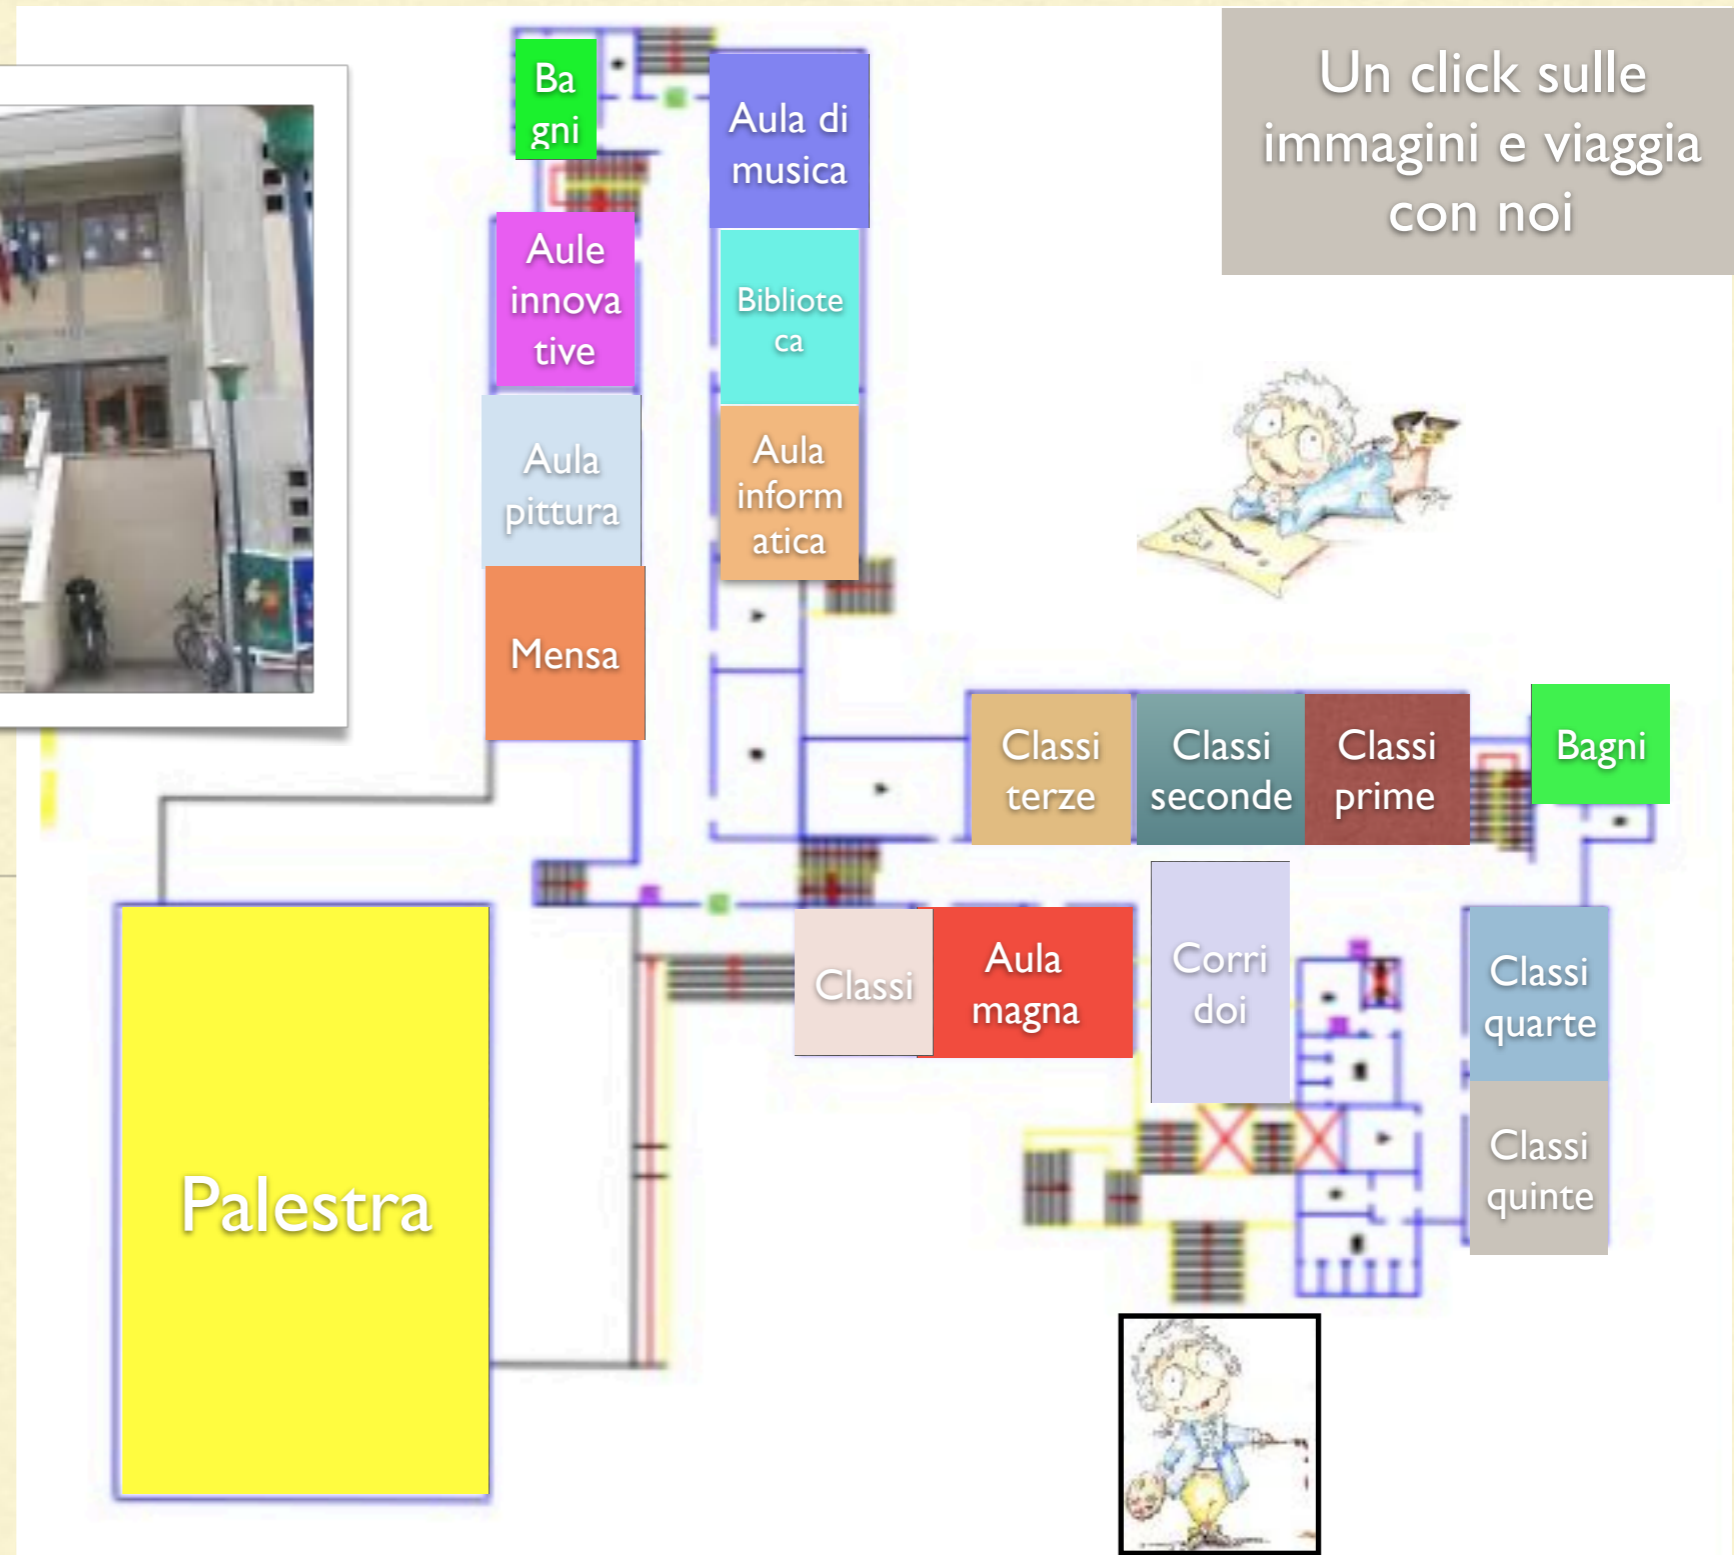 Un click sulle
immagini e viaggia
con noi
Ba
gni
Aula di
musica
Aule
innova
tive
Bibliote
ca
Aula
pittura
Aula
inform
atica
Mensa
Classi
terze
Classi
seconde
Classi
prime
Bagni
Classi
Aula
magna
Corri
doi
Classi
quarte
Classi
quinte
Palestra